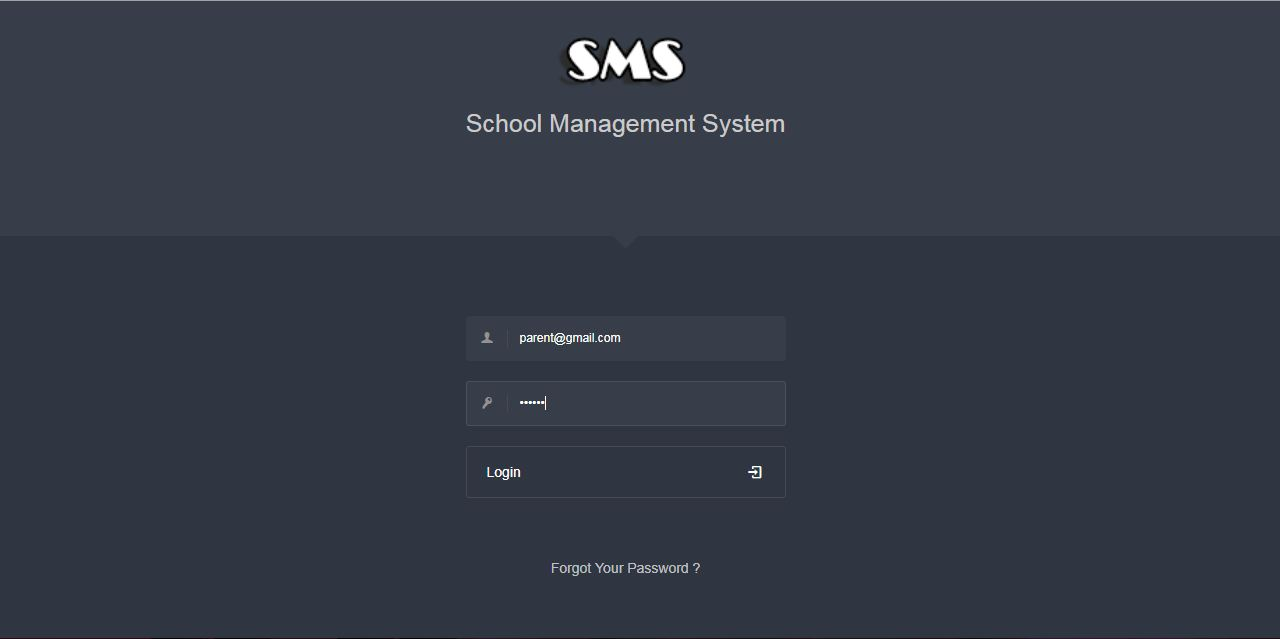 SMS
School Management System
parent@gmail.com
••••••
Login
Forgot Your Password ?